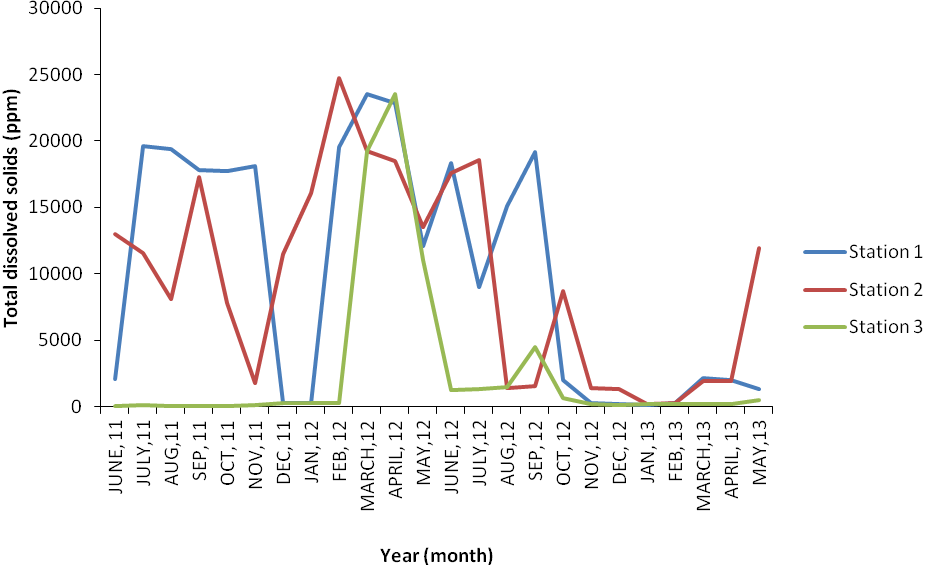 30000
25000
20000
15000
10000
5000
0
Total dissolved solids (ppm)
JUNE, 11
JULY,11
AUG,11
SEP, 11
OCT, 11
NOV, 11
DEC, 11
JAN, 12
FEB, 12
MARCH,12
APRIL, 12
MAY,12
JUNE, 12
JULY,12
AUG, 12
SEP, 12
OCT, 12
NOV,12
DEC, 12
JAN, 13
FEB, 13
MARCH,13
APRIL, 13
MAY,13
Year (month)
Station 1
Station 2
Station 3